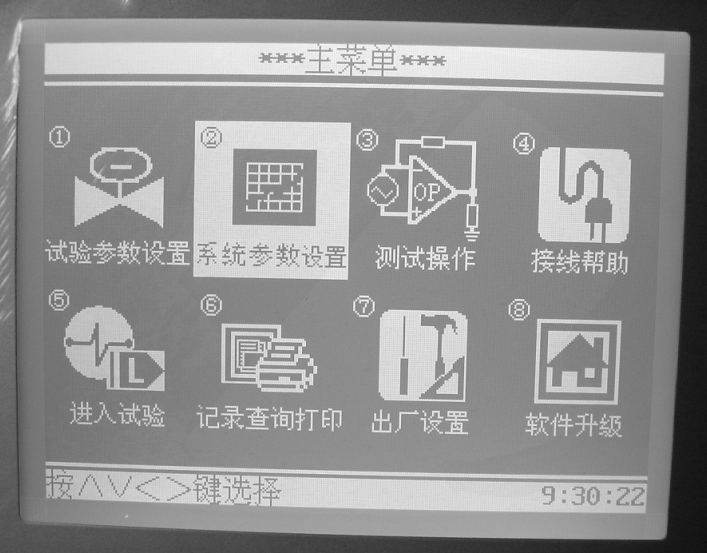 ***主菜单***
① ② ③ ④
OP
试验参数设置 系统参数设置 测试操作 接线帮助
⑤ ⑥ ⑦ ⑧
L
进入试验 记录查询打印 出厂设置 软件升级
按∧∨<>键选择 9:30:22